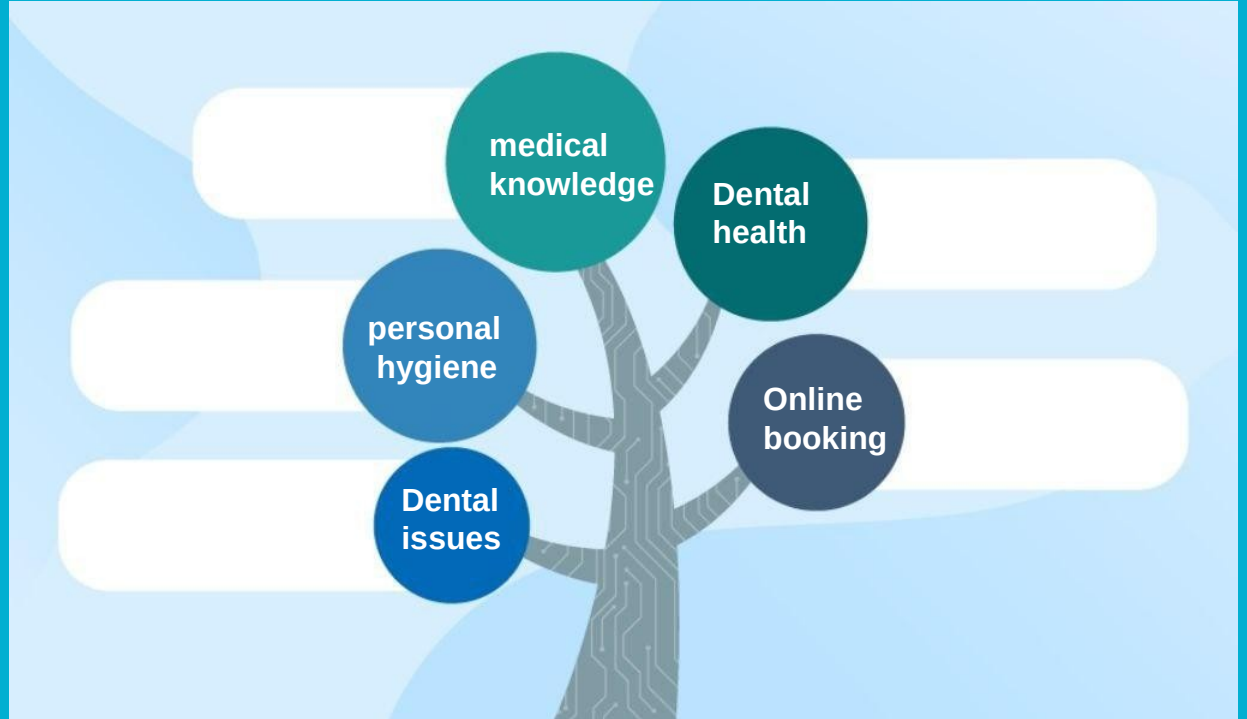 medical
knowledge
Dental
health
personal
hygiene
Online
booking
Dental
issues